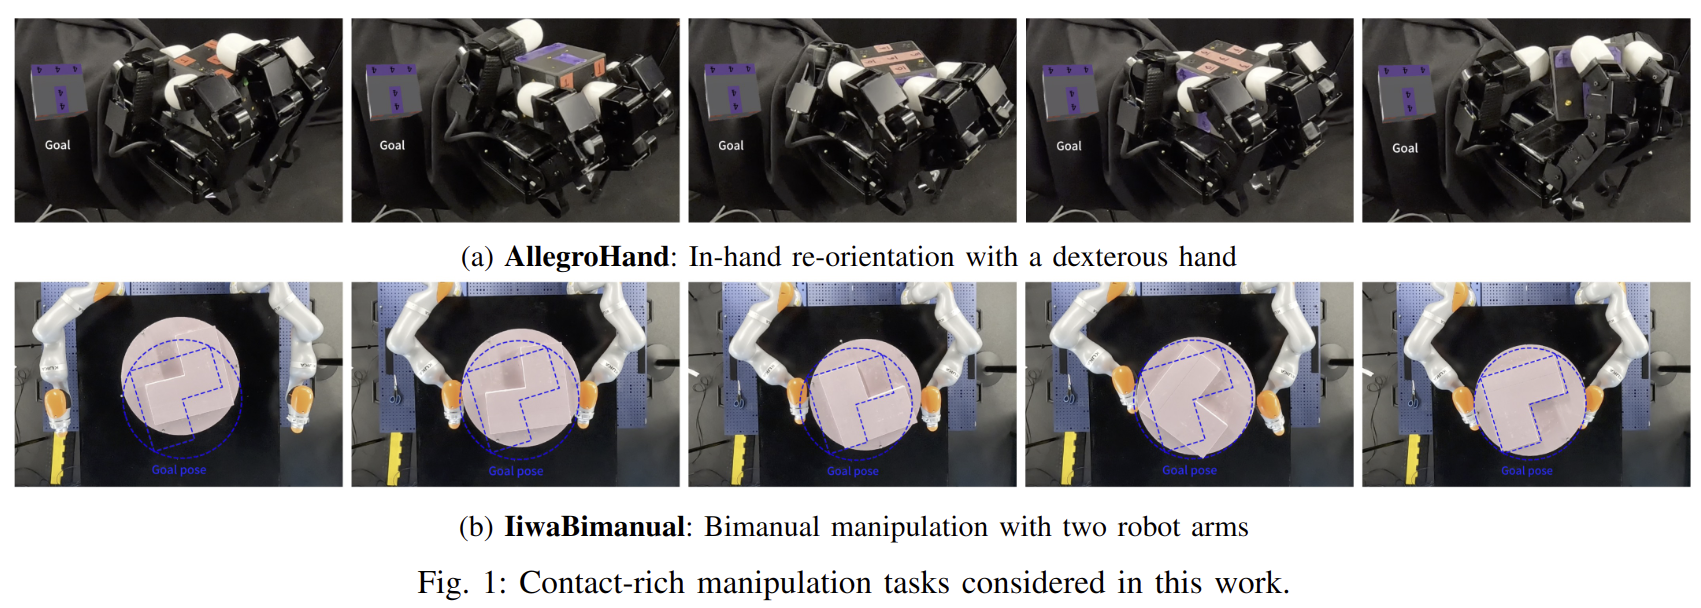 Goal
Goal
Goal
Goal
Goal
(a) AllegroHand: In-hand re-orientation with a dexterous hand
Goal pose
Goal pose
Goal pose
Goal pose
Goal pose
(b) IiwaBimanual: Bimanual manipulation with two robot arms
Fig. 1: Contact-rich manipulation tasks considered in this work.